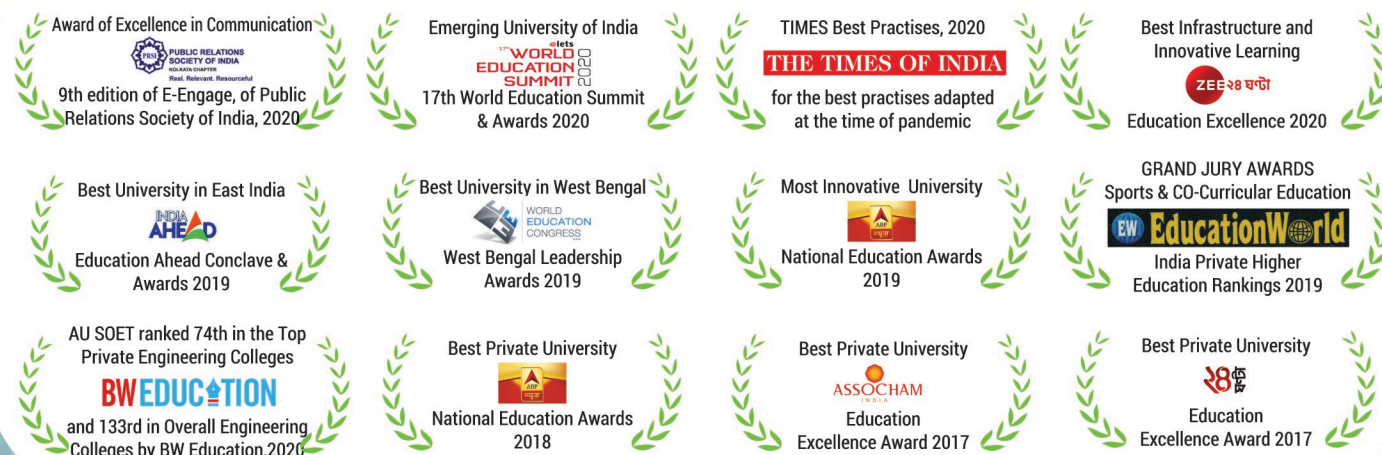 Award of Excellence in Communication
PRSI
PUBLIC RELATIONS
SOCIETY OF INDIA
KOLKATA CHAPTER
Real. Relevant. Resourceful
9th edition of E-Engage, of Public
Relations Society of India, 2020
Emerging University of India
elets
17th WORLD
EDUCATION
SUMMIT
2020
17th World Education Summit
& Awards 2020
TIMES Best Practises, 2020
THE TIMES OF INDIA
for the best practises adapted
at the time of pandemic
Best Infrastructure and
Innovative Learning
ZEE২৪ ঘণ্টা
Education Excellence 2020
Best University in East India
INDIA
AHEAD
Education Ahead Conclave &
Awards 2019
Best University in West Bengal
WORLD
EDUCATION
CONGRESS
West Bengal Leadership
Awards 2019
Most Innovative University
ABP
न्यूज़
National Education Awards
2019
GRAND JURY AWARDS
Sports & CO-Curricular Education
EW EducationWorld
India Private Higher
Education Rankings 2019
AU SOET ranked 74th in the Top
Private Engineering Colleges
BW EDUCATION
and 133rd in Overall Engineering
Colleges by BW Education,2020
Best Private University
ABP
न्यूज़
National Education Awards
2018
Best Private University
ASSOCHAM
INDIA
Education
Excellence Award 2017
Best Private University
২৪
Education
Excellence Award 2017